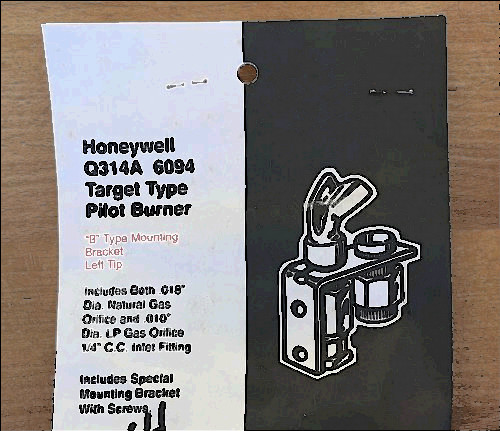 Honeywell
Q314A 6094
Target Type
Pilot Burner
"B" Type Mounting
Bracket
Left Tip
Includes Both .018"
Dia. Natural Gas
Orifice and .010"
Dia. LP Gas Orifice
1/4" C.C. Inlet Fitting
Includes Special
Mounting Bracket
With Screws